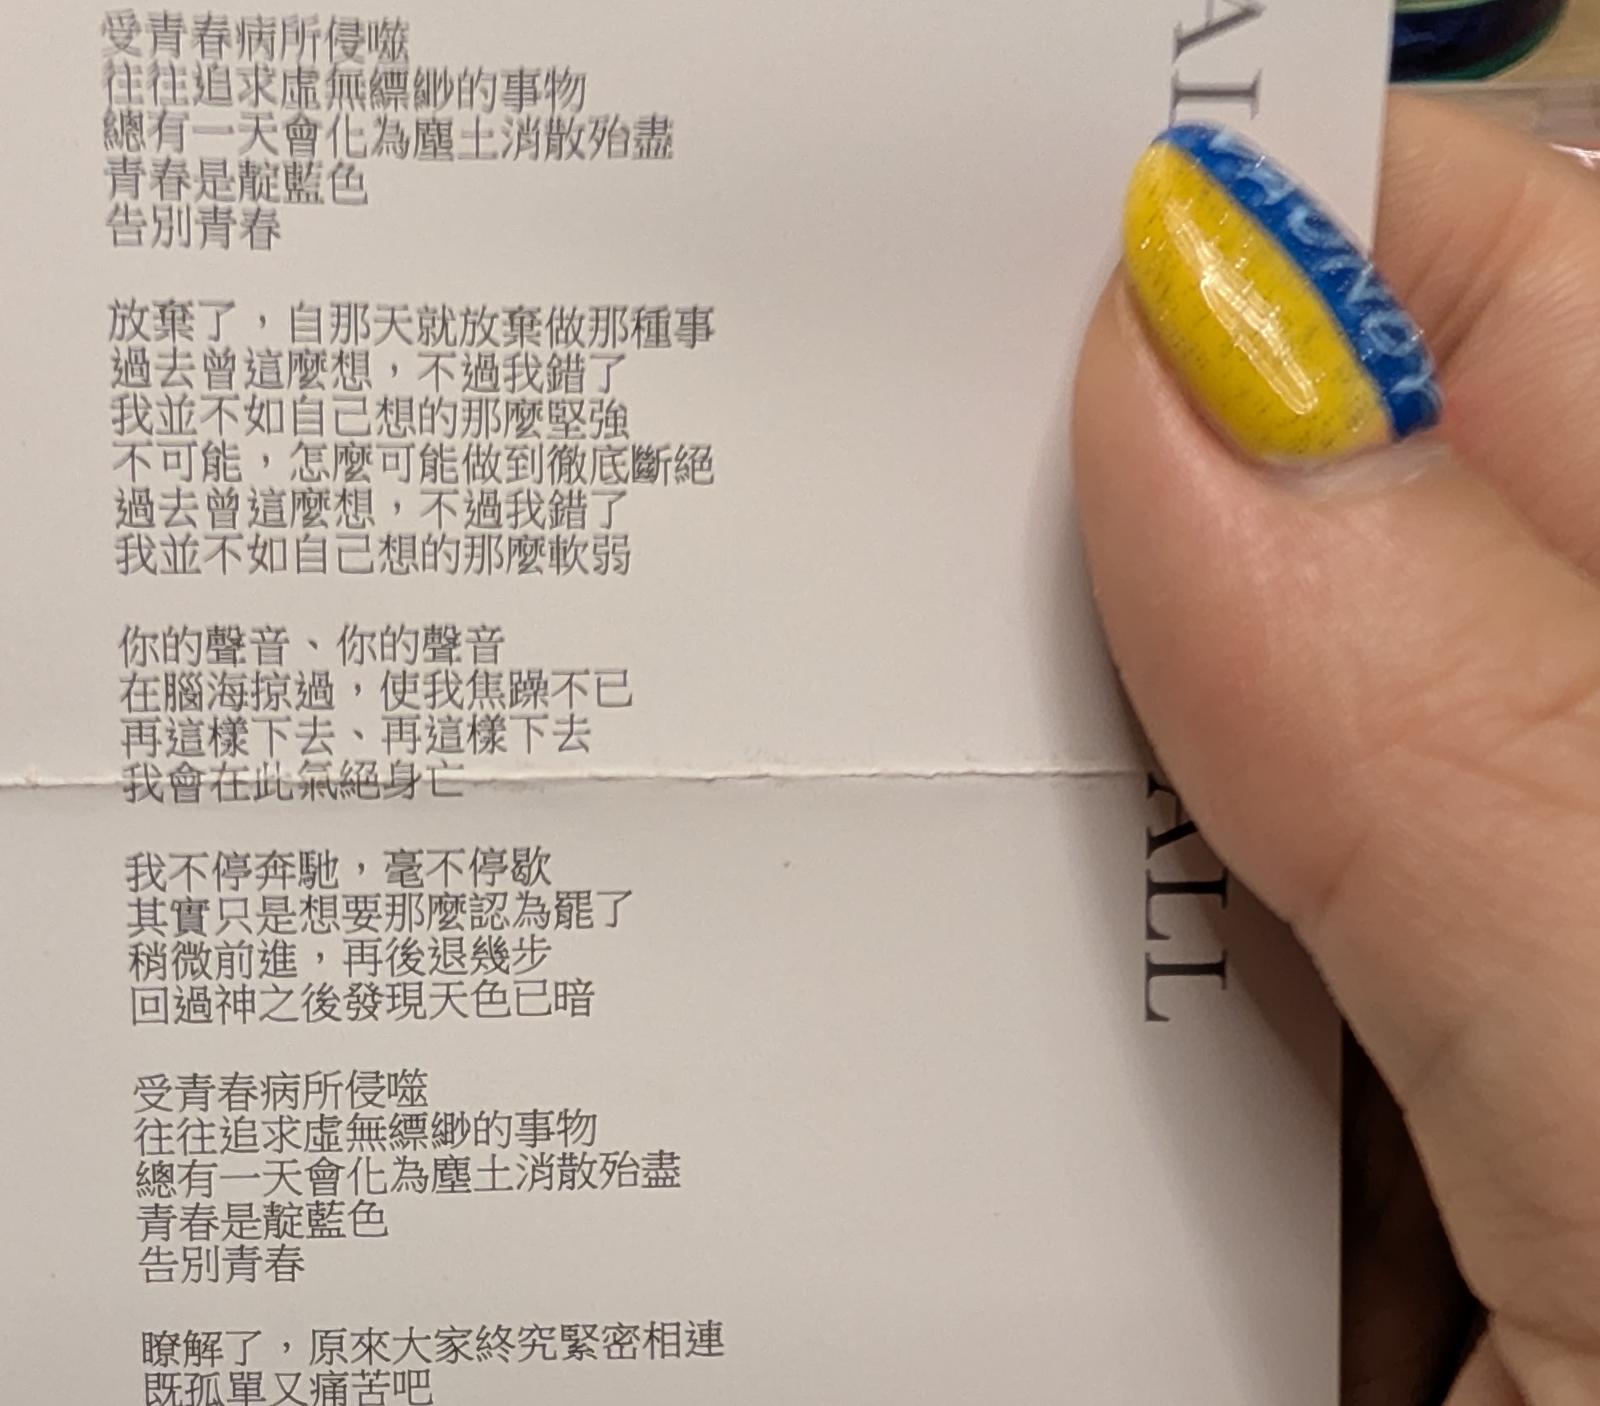 受青春病所侵噬
往往追求虛無縹緲的事物
總有一天會化為塵土消散殆盡
青春是靛藍色
告別青春
放棄了，自那天就放棄做那種事
過去曾這麼想，不過我錯了
我並不如自己想的那麼堅強
不可能，怎麼可能做到徹底斷絕
過去曾這麼想，不過我錯了
我並不如自己想的那麼軟弱
你的聲音、你的聲音
在腦海掠過，使我焦躁不已
再這樣下去、再這樣下去
我會在此氣絕身亡
我不停奔馳，毫不停歇
其實只是想要那麼認為罷了
稍微前進，再後退幾步
回過神之後發現天色已暗
受青春病所侵噬
往往追求虛無縹緲的事物
總有一天會化為塵土消散殆盡
青春是靛藍色
告別青春
瞭解了，原來大家終究緊密相連
既孤單又痛苦吧
ALL